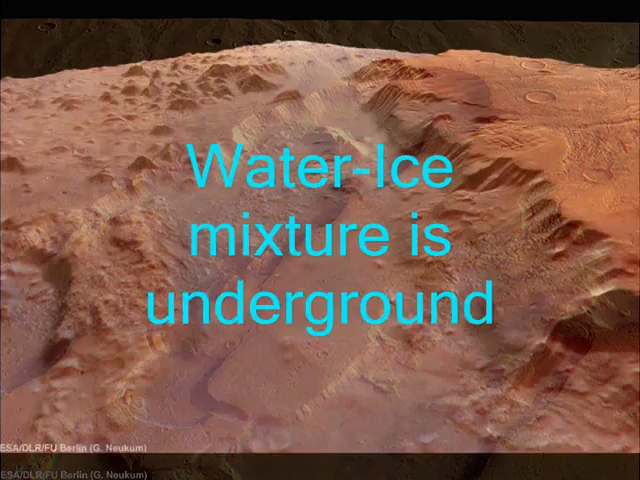 Water-Ice
mixture is
underground
ESA/DLR/FU Berlin (G. Neukum)
ESA/DLR/FU Berlin (G. Neukum)